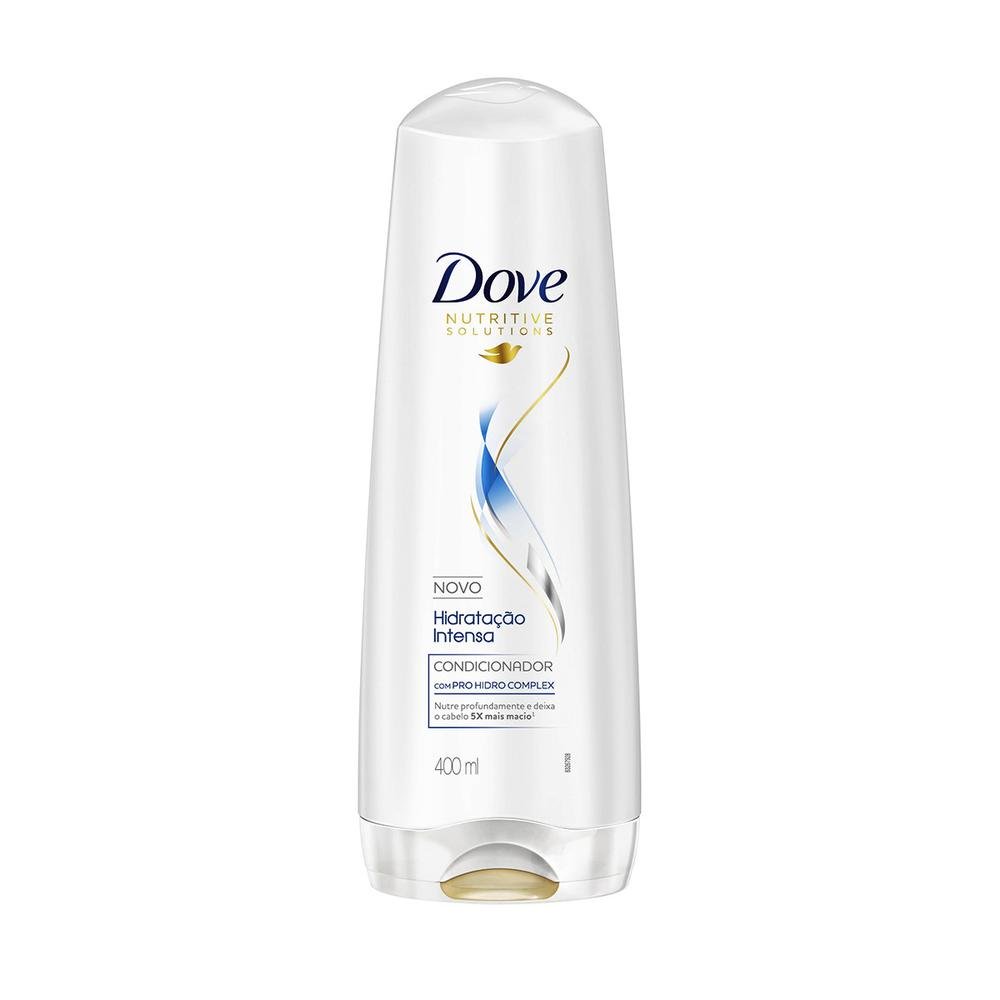 Dove
NUTRITIVE
SOLUTIONS
NOVO
Hidratação
Intensa
CONDICIONADOR
COM PRO HIDRO COMPLEX
Nutre profundamente e deixa
o cabelo 5X mais macio¹
400 ml